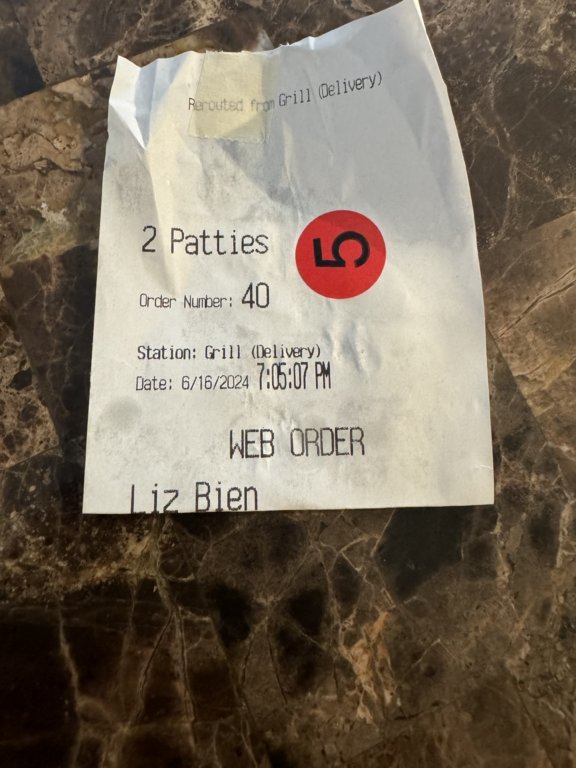 Rerouted from Grill (Delivery)
2 Patties
5
Order Number: 40
Station: Grill (Delivery)
Date: 6/16/2024 7:05:07 PM
WEB ORDER
Liz Bien